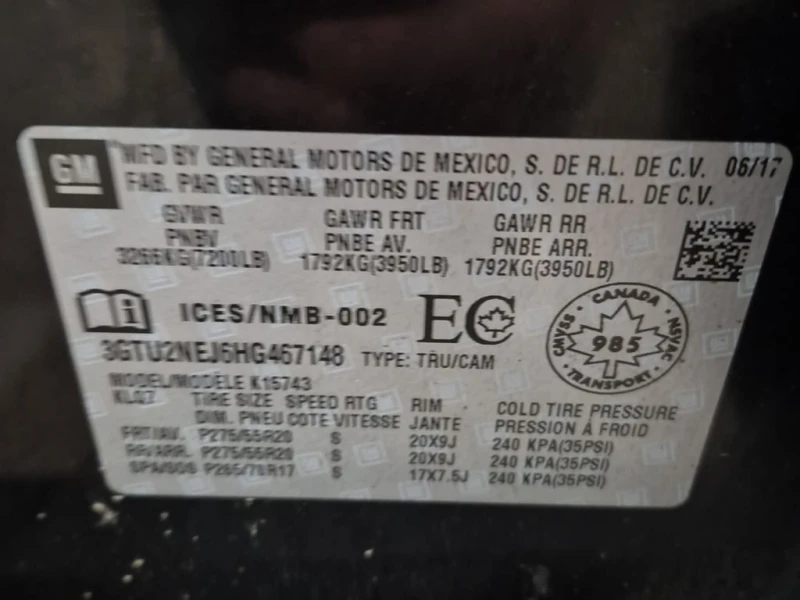 GM
MFD BY GENERAL MOTORS DE MEXICO, S. DE R.L. DE C.V. 06/17
FAB. PAR GENERAL MOTORS DE MEXICO, S. DE R.L. DE C.V.
GVWR GAWR FRT GAWR RR
PNBV PNBE AV. PNBE ARR.
3266KG(7200LB) 1792KG(3950LB) 1792KG(3950LB)
i ICES/NMB-002 EC
CANADA
CMVSS 985 NSVAC
TRANSPORT
3GTU2NEJ6HG467148 TYPE: TRU/CAM
MODEL/MODÈLE K15743
TIRE SIZE SPEED RTG RIM COLD TIRE PRESSURE
DIM. PNEU COTE VITESSE JANTE PRESSION À FROID
FRT/AV. P275/55R20 S 20X9J 240 KPA(35PSI)
RR/ARR. P275/55R20 S 20X9J 240 KPA(35PSI)
SPA/SOS P265/70R17 S 17X7.5J 240 KPA(35PSI)